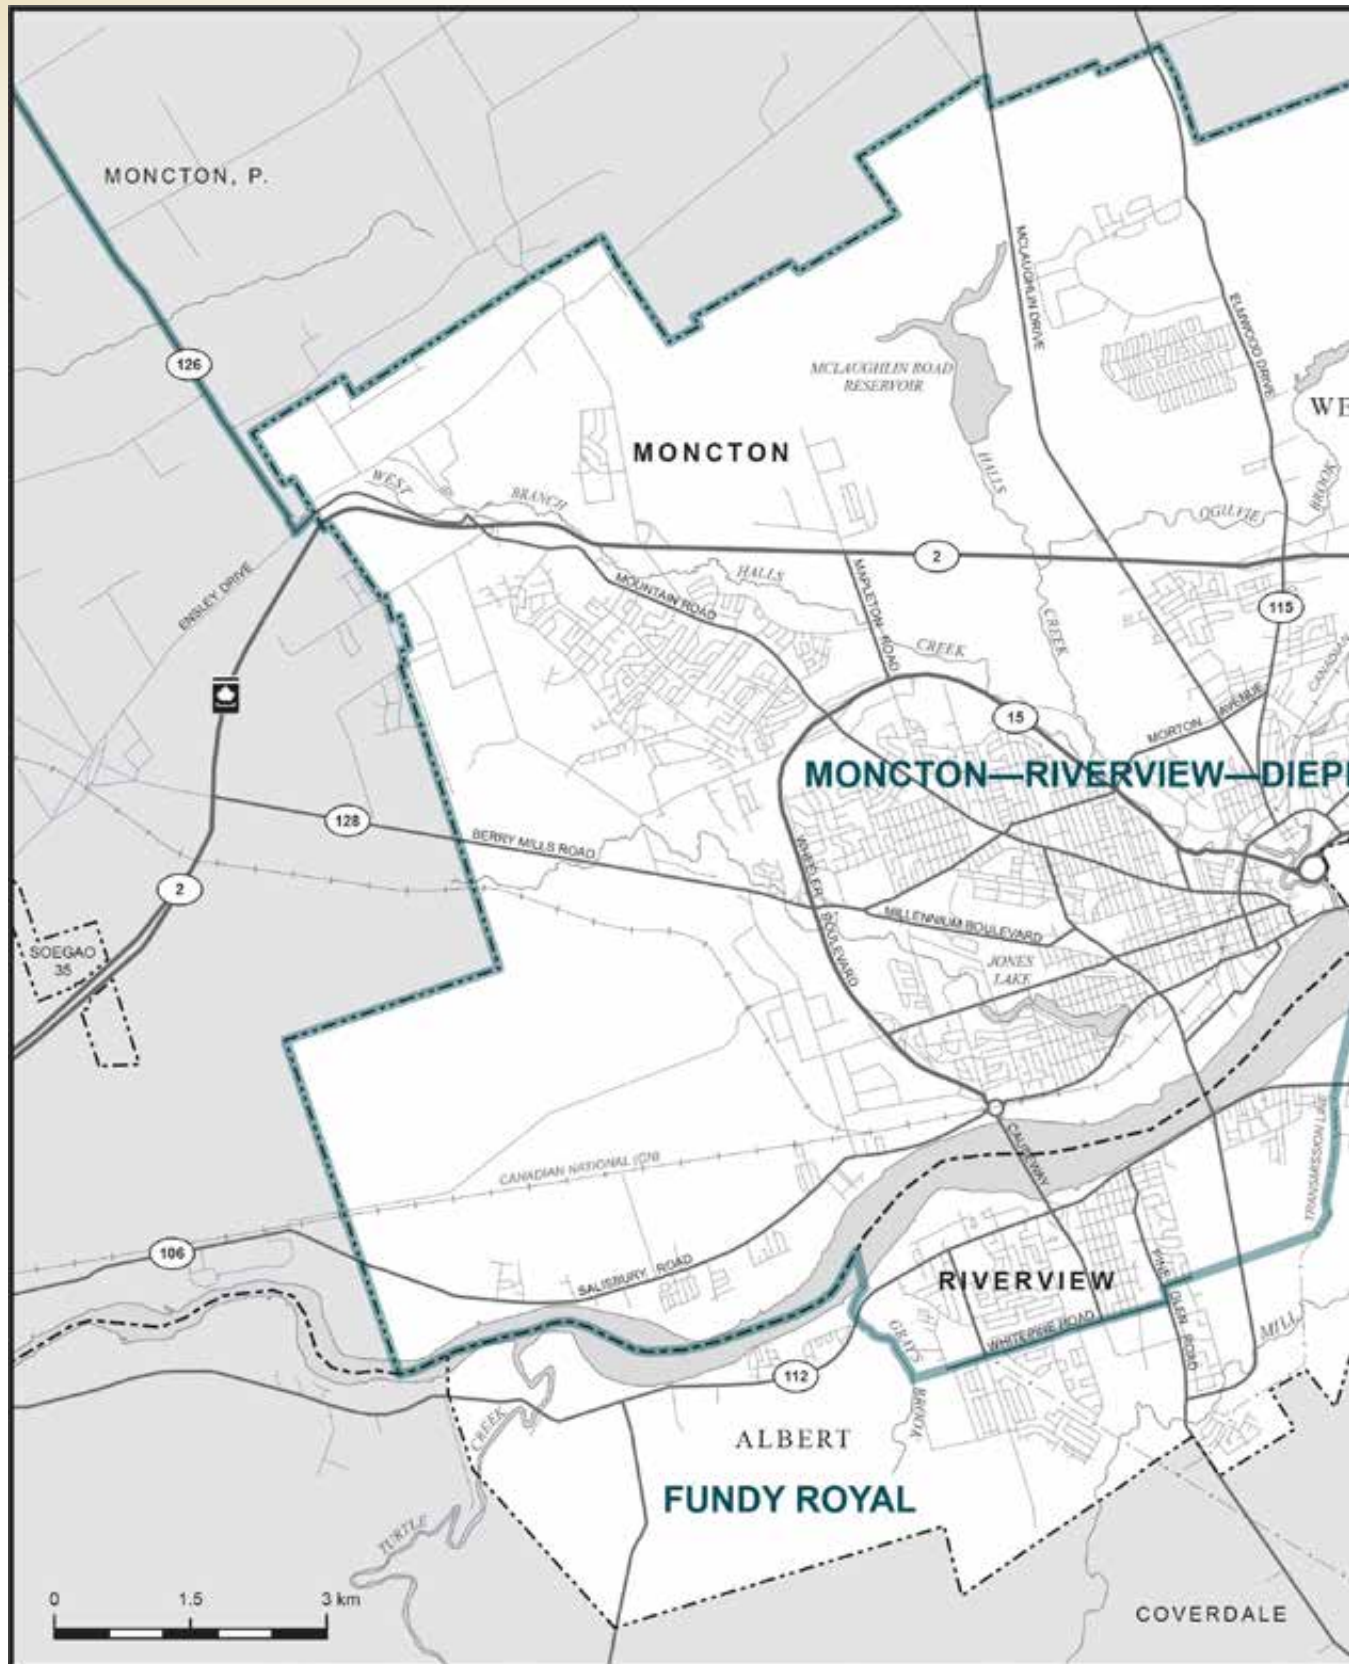 MONCTON, P.
126
MCLAUGHLIN DRIVE
ELMWOOD DRIVE
MCLAUGHLIN ROAD
RESERVOIR
WE
MONCTON
HALLS
WEST
BRANCH
OGILVIE
BROOK
2
ENSLEY DRIVE
MOUNTAIN ROAD
HALLS
MAPLETON ROAD
CREEK
CREEK
115
CANADIAN
15
MORTON AVENUE
MONCTON—RIVERVIEW—DIEP
128
BERRY MILLS ROAD
WHEELER BOULEVARD
2
MILLENNIUM BOULEVARD
SOEGAO
35
JONES
LAKE
CANADIAN NATIONAL (CN)
CAUSEWAY
TRANSMISSION LINE
106
SALISBURY ROAD
RIVERVIEW
PINE GLEN ROAD
WHITEPINE ROAD
MILL
GRAYS
BROOK
112
CREEK
ALBERT
FUNDY ROYAL
TURTLE
0 1.5 3 km
COVERDALE